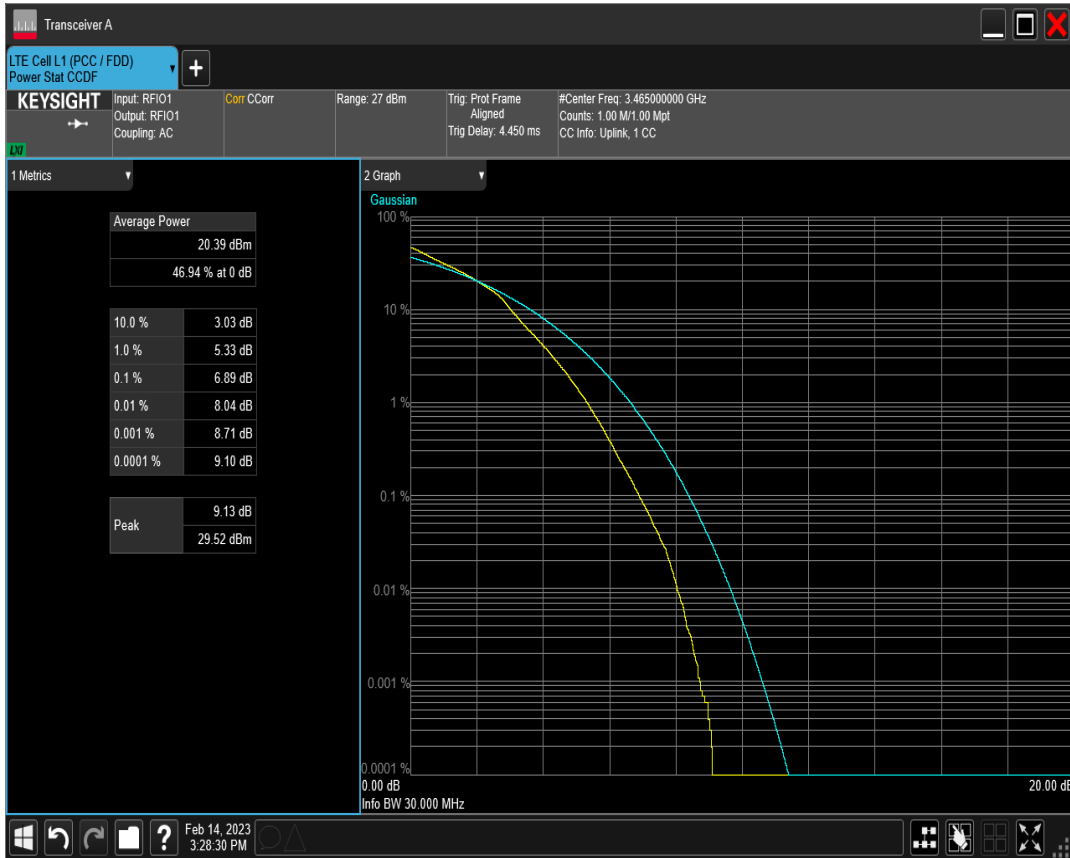 Transceiver A
LTE Cell L1 (PCC / FDD)
Power Stat CCDF
+
KEYSIGHT
LXI
Input: RFIO1
Output: RFIO1
Coupling: AC
Corr CCorr
Range: 27 dBm
Trig: Prot Frame
Aligned
Trig Delay: 4.450 ms
#Center Freq: 3.465000000 GHz
Counts: 1.00 M/1.00 Mpt
CC Info: Uplink, 1 CC
1 Metrics
Average Power
20.39 dBm
46.94 % at 0 dB
10.0 % 3.03 dB
1.0 % 5.33 dB
0.1 % 6.89 dB
0.01 % 8.04 dB
0.001 % 8.71 dB
0.0001 % 9.10 dB
Peak
9.13 dB
29.52 dBm
2 Graph
Gaussian
100 %
10 %
1 %
0.1 %
0.01 %
0.001 %
0.0001 %
0.00 dB 20.00 dB
Info BW 30.000 MHz
?
Feb 14, 2023
3:28:30 PM